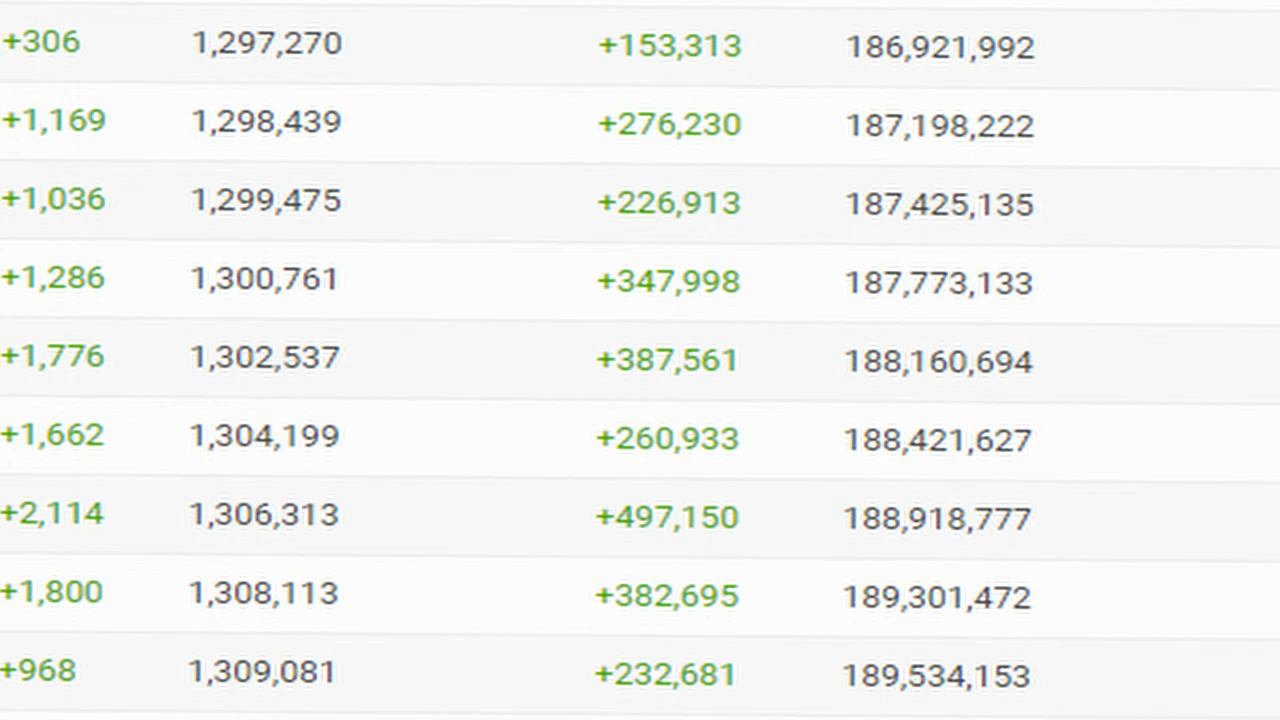 +306 1,297,270 +153,313 186,921,992
+1,169 1,298,439 +276,230 187,198,222
+1,036 1,299,475 +226,913 187,425,135
+1,286 1,300,761 +347,998 187,773,133
+1,776 1,302,537 +387,561 188,160,694
+1,662 1,304,199 +260,933 188,421,627
+2,114 1,306,313 +497,150 188,918,777
+1,800 1,308,113 +382,695 189,301,472
+968 1,309,081 +232,681 189,534,153